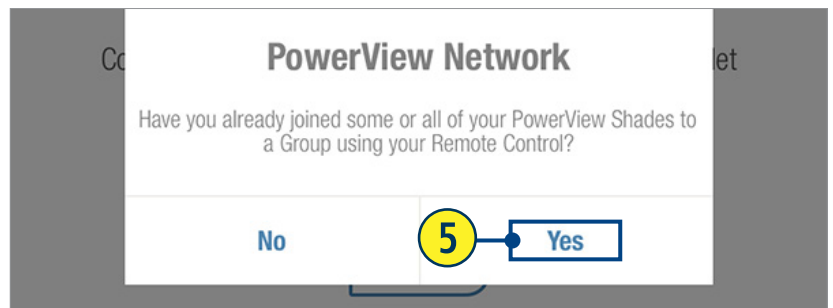 PowerView Network
Have you already joined some or all of your PowerView Shades to
a Group using your Remote Control?
No
5
Yes